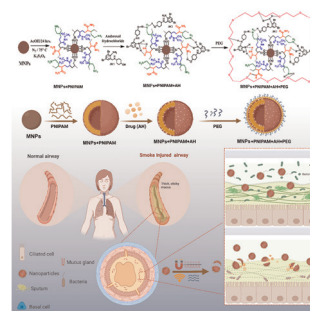 MNPs
MNPs+PNIPAM
Ambroxol
Hydrochloride
MNPs+PNIPAM+AH
PEG
MNPs+PNIPAM+AH+PEG
MNPs
PNIPAM
MNPs+PNIPAM
Drug (AH)
MNPs+PNIPAM+AH
PEG
MNPs+PNIPAM+AH+PEG
Normal airway
Smoke injured airway
Ciliated cell
Nanoparticles
Sputum
Basal cell
Mucus gland
Bacteria